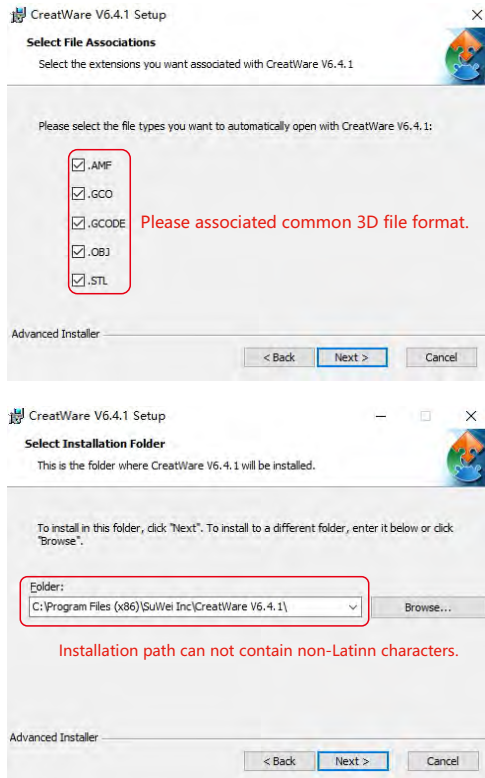 CreatWare V6.4.1 Setup
Select File Associations
Select the extensions you want associated with CreatWare V6.4.1
Please select the file types you want to automatically open with CreatWare V6.4.1:
.AMF
.GCO
.GCODE
Please associated common 3D file format.
.OBJ
.STL
Advanced Installer
< Back Next > Cancel
CreatWare V6.4.1 Setup
Select Installation Folder
This is the folder where CreatWare V6.4.1 will be installed.
To install in this folder, click "Next". To install to a different folder, enter it below or click
"Browse".
Folder:
C:\Program Files (x86)\SuWei Inc\CreatWare V6.4.1\ Browse...
Installation path can not contain non-Latinn characters.
Advanced Installer
< Back Next > Cancel